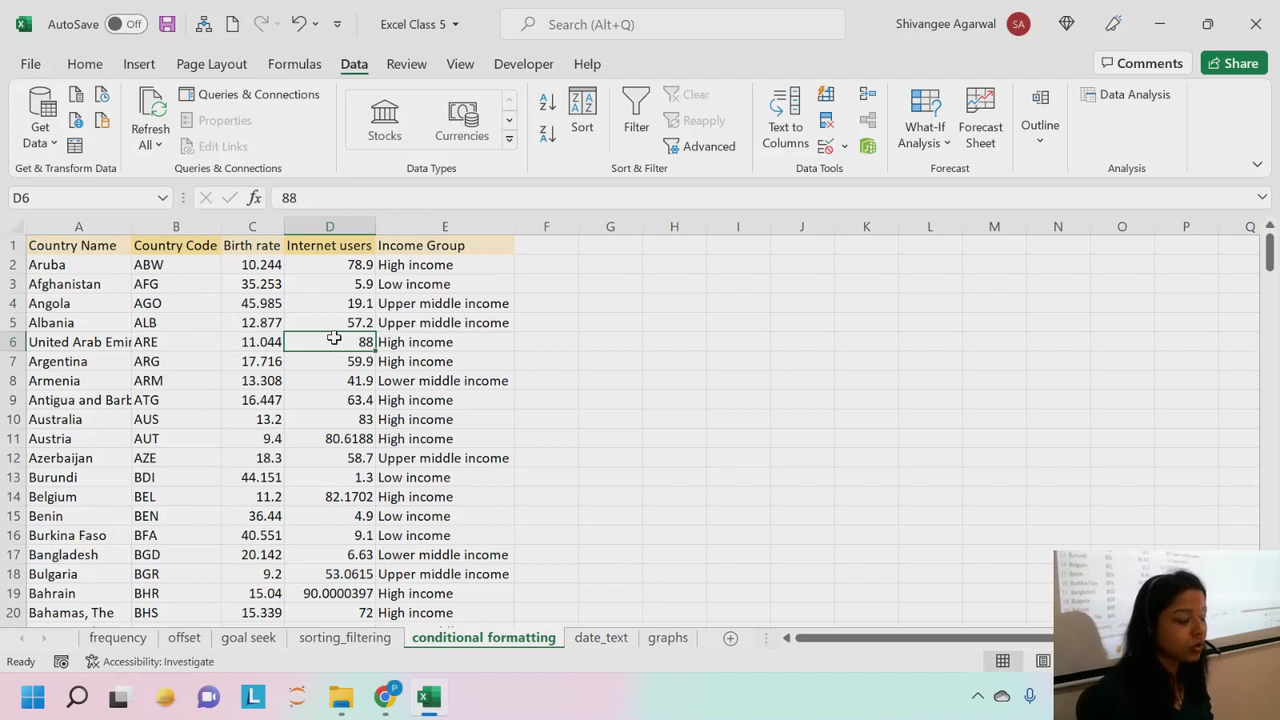 AutoSave Off Excel Class 5 Search (Alt+Q) Shivangee Agarwal SA
File Home Insert Page Layout Formulas Data Review View Developer Help Comments Share
Get Data Refresh All Queries & Connections Properties Edit Links Stocks Currencies Sort Filter Clear Reapply Advanced Text to Columns What-If Analysis Forecast Sheet Outline Data Analysis
Get & Transform Data Queries & Connections Data Types Sort & Filter Data Tools Forecast Analysis
D6 fx 88
A B C D E F G H I J K L M N O P Q
1 Country Name Country Code Birth rate Internet users Income Group
2 Aruba ABW 10.244 78.9 High income
3 Afghanistan AFG 35.253 5.9 Low income
4 Angola AGO 45.985 19.1 Upper middle income
5 Albania ALB 12.877 57.2 Upper middle income
6 United Arab Emir ARE 11.044 88 High income
7 Argentina ARG 17.716 59.9 High income
8 Armenia ARM 13.308 41.9 Lower middle income
9 Antigua and Barb ATG 16.447 63.4 High income
10 Australia AUS 13.2 83 High income
11 Austria AUT 9.4 80.6188 High income
12 Azerbaijan AZE 18.3 58.7 Upper middle income
13 Burundi BDI 44.151 1.3 Low income
14 Belgium BEL 11.2 82.1702 High income
15 Benin BEN 36.44 4.9 Low income
16 Burkina Faso BFA 40.551 9.1 Low income
17 Bangladesh BGD 20.142 6.63 Lower middle income
18 Bulgaria BGR 9.2 53.0615 Upper middle income
19 Bahrain BHR 15.04 90.0000397 High income
20 Bahamas, The BHS 15.339 72 High income
frequency offset goal seek sorting_filtering conditional formatting date_text graphs
Ready Accessibility: Investigate